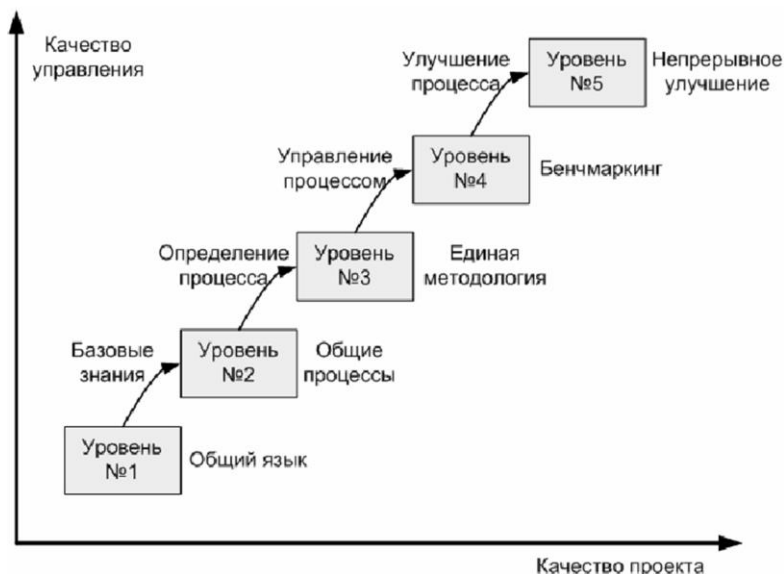 Качество
управления
Улучшение
процесса
Уровень
№5
Непрерывное
улучшение
Управление
процессом
Уровень
№4
Бенчмаркинг
Определение
процесса
Уровень
№3
Единая
методология
Базовые
знания
Уровень
№2
Общие
процессы
Уровень
№1
Общий язык
Качество проекта